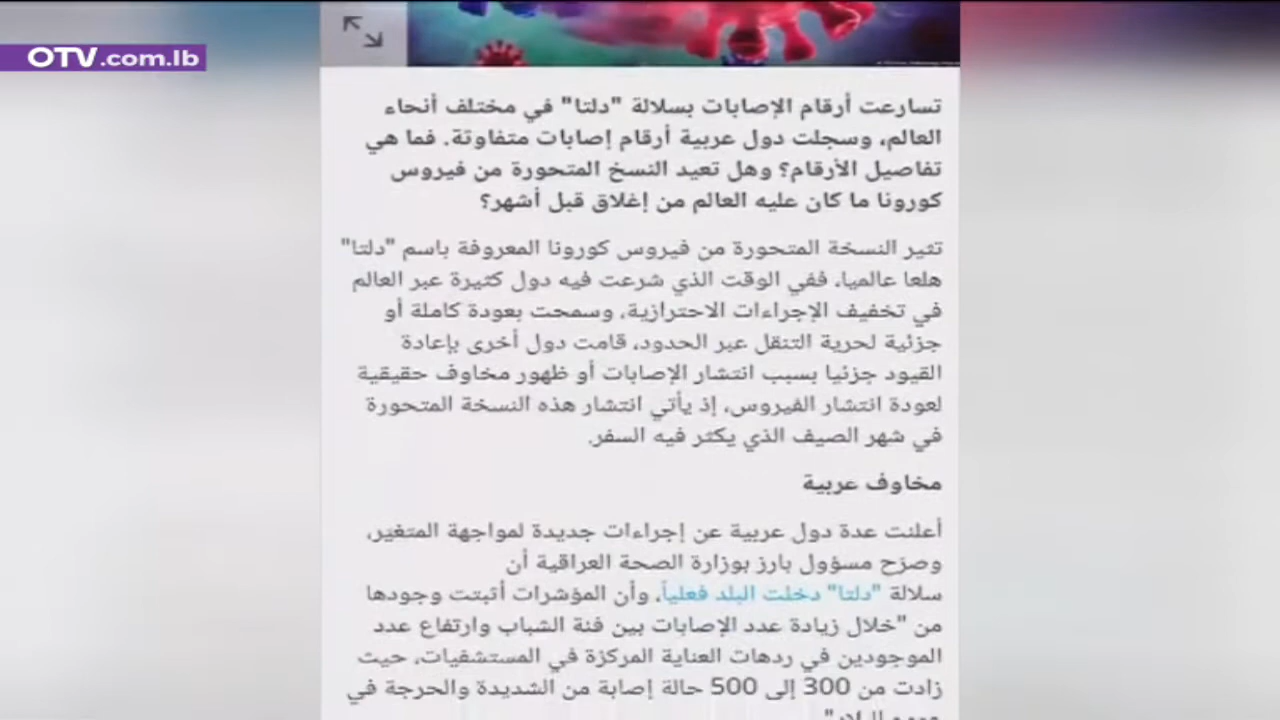 OTV.com.lb
تسارعت أرقام الإصابات بسلالة "دلتا" في مختلف أنحاء
العالم، وسجلت دول عربية أرقام إصابات متفاوتة. فما هي
تفاصيل الأرقام؟ وهل تعيد النسخ المتحورة من فيروس
كورونا ما كان عليه العالم من إغلاق قبل أشهر؟
تثير النسخة المتحورة من فيروس كورونا المعروفة باسم "دلتا"
هلعا عالميا، ففي الوقت الذي شرعت فيه دول كثيرة عبر العالم
في تخفيف الإجراءات الاحترازية، وسمحت بعودة كاملة أو
جزئية لحرية التنقل عبر الحدود، قامت دول أخرى بإعادة
القيود جزئيا بسبب انتشار الإصابات أو ظهور مخاوف حقيقية
لعودة انتشار الفيروس، إذ يأتي انتشار هذه النسخة المتحورة
في شهر الصيف الذي يكثر فيه السفر.
مخاوف عربية
أعلنت عدة دول عربية عن إجراءات جديدة لمواجهة المتغيّر،
وصرّح مسؤول بارز بوزارة الصحة العراقية أن
سلالة "دلتا" دخلت البلد فعلياً، وأن المؤشرات أثبتت وجودها
من "خلال زيادة عدد الإصابات بين فئة الشباب وارتفاع عدد
الموجودين في ردهات العناية المركزة في المستشفيات، حيث
زادت من 300 إلى 500 حالة إصابة من الشديدة والحرجة في